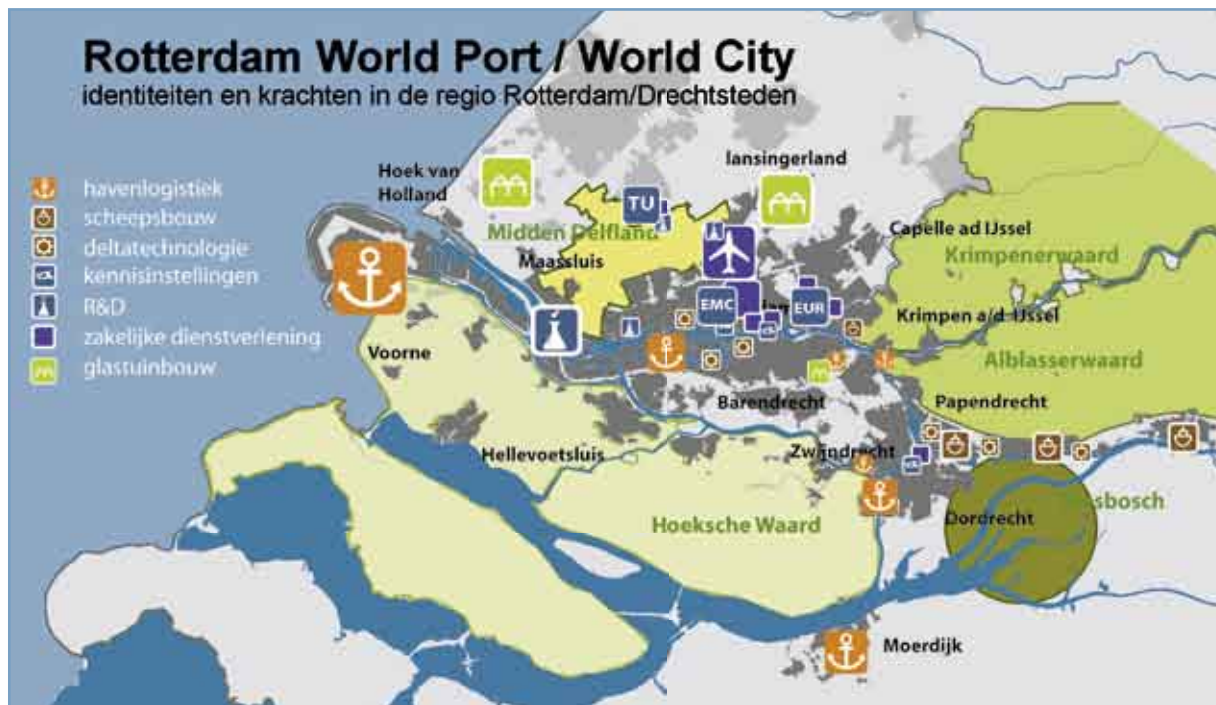 Rotterdam World Port / World City
identiteiten en krachten in de regio Rotterdam/Drechtsteden
havenlogistiek
scheepsbouw
deltatechnologie
kennisinstellingen
R&D
zakelijke dienstverlening
glastuinbouw
Hoek van
Holland
lansingerland
TU
Midden Delfland
Maassluis
Capelle ad IJssel
Krimpenerwaard
EMC
EUR
Krimpen a/d IJssel
Voorne
Alblasserwaard
Barendrecht
Papendrecht
Hellevoetsluis
Zwijndrecht
sbosch
Hoeksche Waard
Dordrecht
Moerdijk